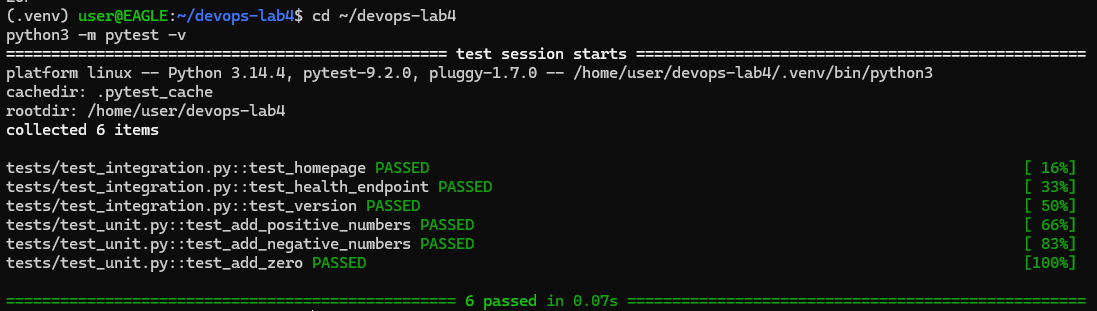 (.venv) user@EAGLE:~/devops-lab4$ cd ~/devops-lab4
python3 -m pytest -v
================================================= test session starts ==================================================
platform linux -- Python 3.14.4, pytest-9.2.0, pluggy-1.7.0 -- /home/user/devops-lab4/.venv/bin/python3
cachedir: .pytest_cache
rootdir: /home/user/devops-lab4
collected 6 items
tests/test_integration.py::test_homepage PASSED [ 16%]
tests/test_integration.py::test_health_endpoint PASSED [ 33%]
tests/test_integration.py::test_version PASSED [ 50%]
tests/test_unit.py::test_add_positive_numbers PASSED [ 66%]
tests/test_unit.py::test_add_negative_numbers PASSED [ 83%]
tests/test_unit.py::test_add_zero PASSED [100%]
================================================== 6 passed in 0.07s ===================================================